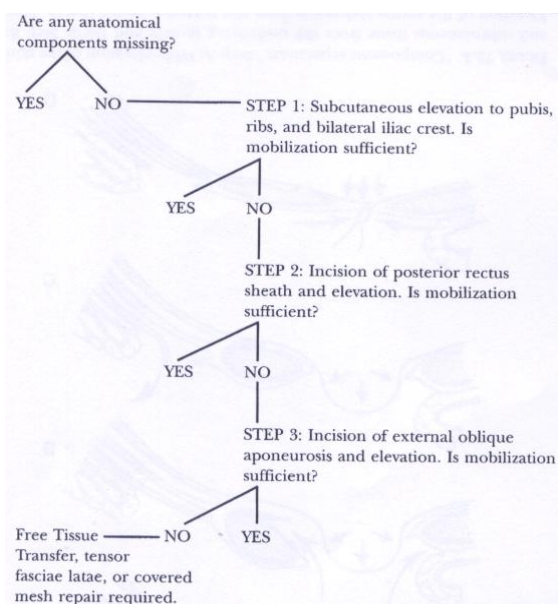 Are any anatomical
components missing?
YES
NO
STEP 1: Subcutaneous elevation to pubis,
ribs, and bilateral iliac crest. Is
mobilization sufficient?
YES
NO
STEP 2: Incision of posterior rectus
sheath and elevation. Is mobilization
sufficient?
YES
NO
STEP 3: Incision of external oblique
aponeurosis and elevation. Is mobilization
sufficient?
NO
YES
Free Tissue
Transfer, tensor
fasciae latae, or covered
mesh repair required.